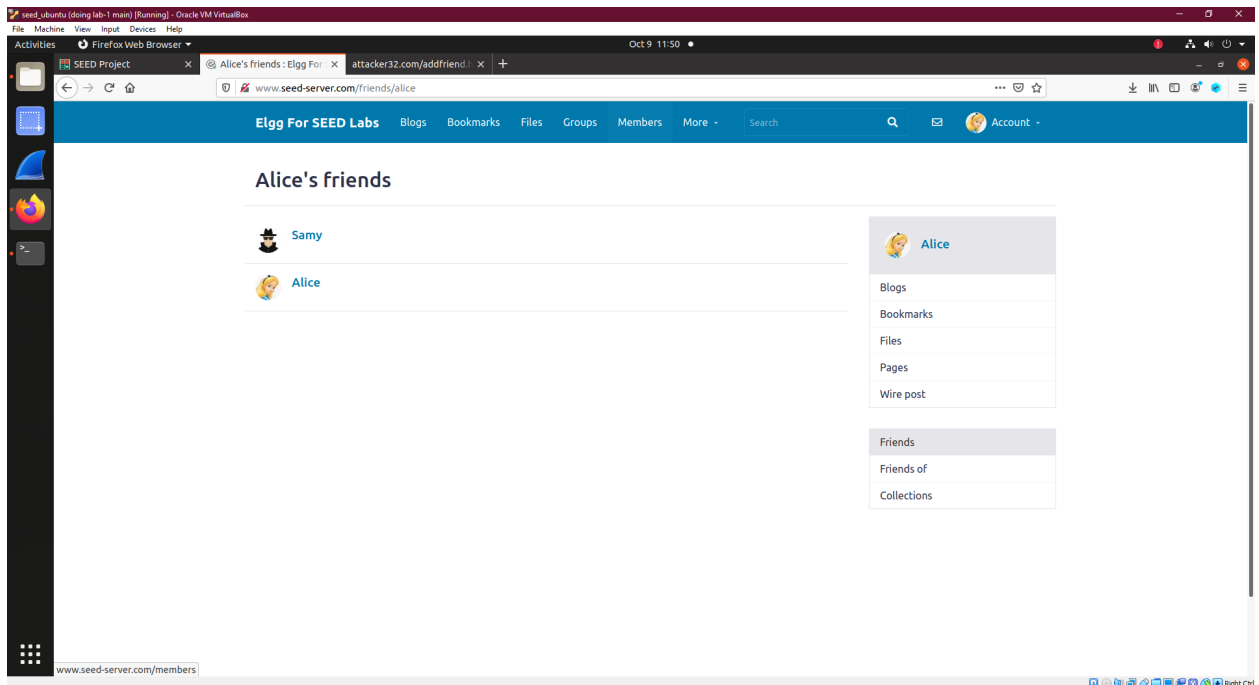 seed_ubuntu (doing lab-1 main) [Running] - Oracle VM VirtualBox
File Machine View Input Devices Help
Activities Firefox Web Browser Oct 9 11:50
SEED Project Alice's friends : Elgg For attacker32.com/addfriend.h
www.seed-server.com/friends/alice
Elgg For SEED Labs Blogs Bookmarks Files Groups Members More Search Account
Alice's friends
Samy
Alice
Alice
Blogs
Bookmarks
Files
Pages
Wire post
Friends
Friends of
Collections
www.seed-server.com/members
Right Ctrl